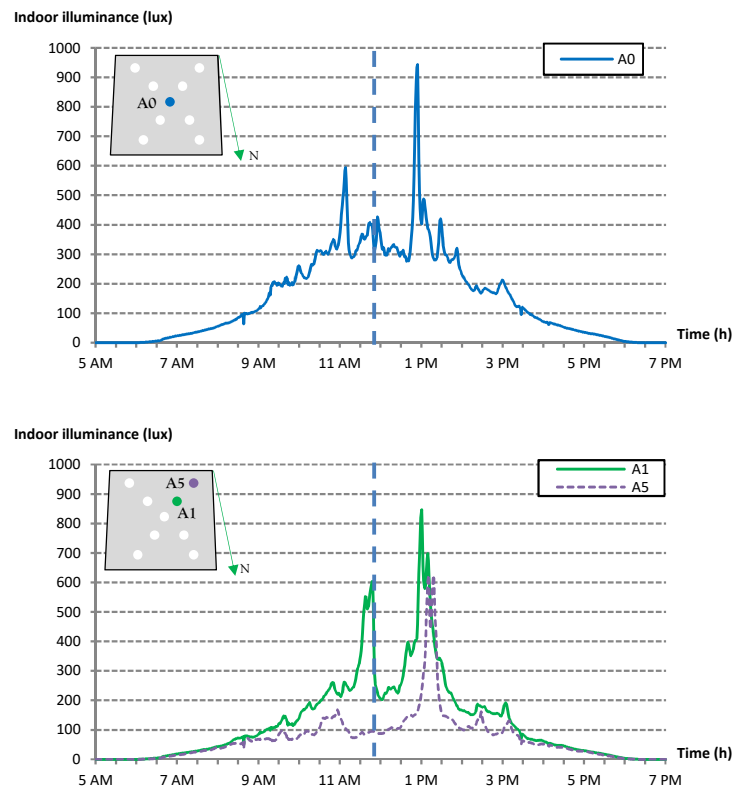 Indoor illuminance (lux)
1000
900
800
700
600
500
400
300
200
100
0
A0
A0
N
Time (h)
5 AM 7 AM 9 AM 11 AM 1 PM 3 PM 5 PM 7 PM
Indoor illuminance (lux)
1000
900
800
700
600
500
400
300
200
100
0
A1
A5
A5
A1
N
Time (h)
5 AM 7 AM 9 AM 11 AM 1 PM 3 PM 5 PM 7 PM